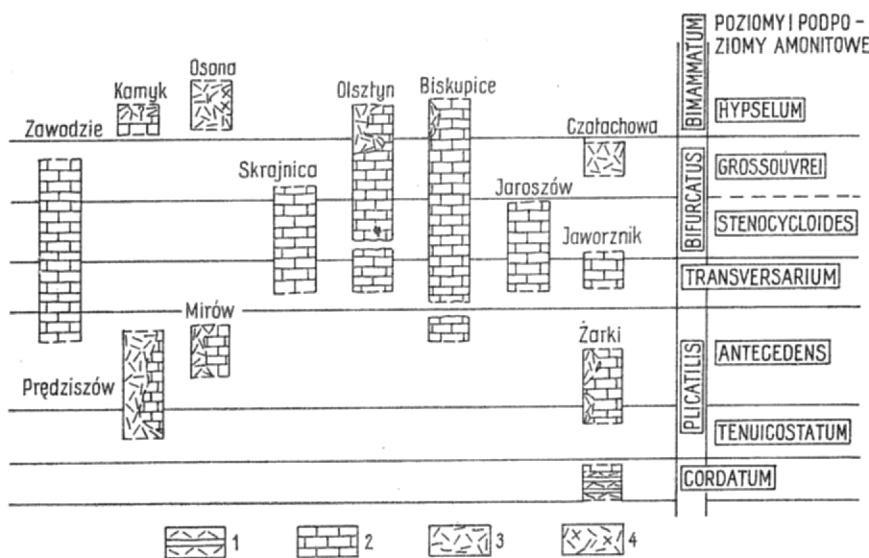 POZIOMY I PODPO-
ZIOMY AMONITOWE
BIMAMMATUM
HYPSELUM
BIFURCATUS
GROSSOUVREI
STENOCYCLOIDES
TRANSVERSARIUM
PLICATILIS
ANTECEDENS
TENUICOSTATUM
CORDATUM
Osona
Kamyk
Olsztyn
Biskupice
Zawodzie
Czatachowa
Skrajnica
Jaroszów
Jaworznik
Mirów
Żarki
Prędziszów
1
2
3
4